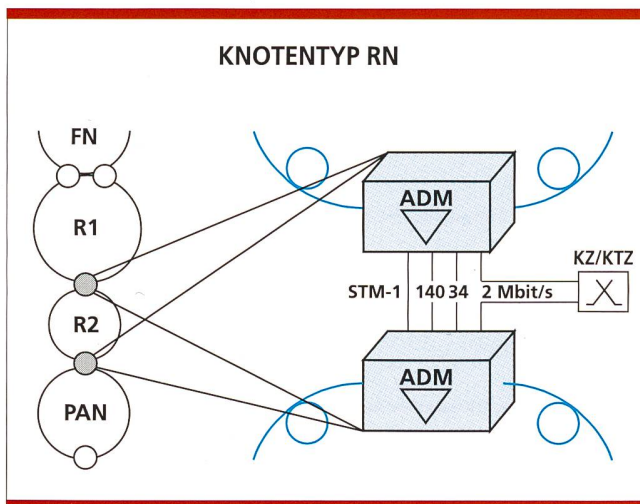 KNOTENTYP RN
FN
R1
R2
PAN
ADM
KZ/KTZ
STM-1 140 34 2 Mbit/s
ADM